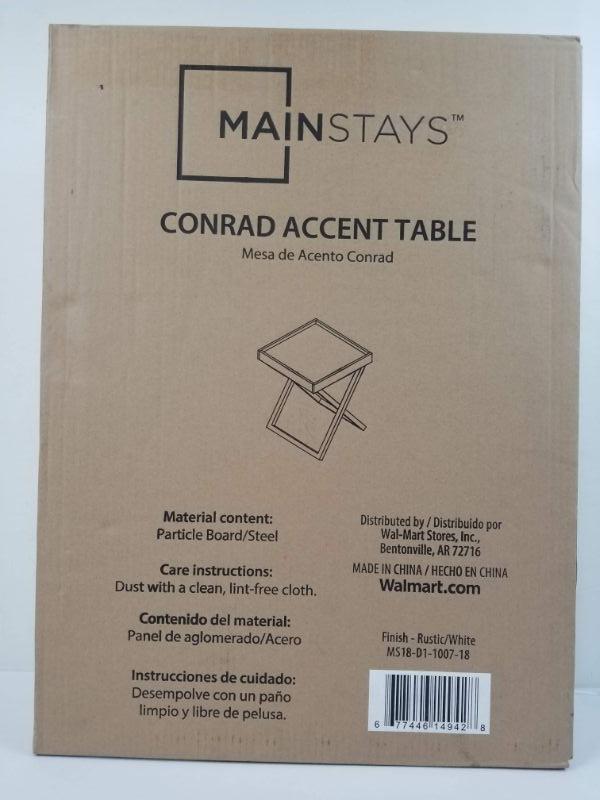 MAINSTAYS™
CONRAD ACCENT TABLE
Mesa de Acento Conrad
Material content:
Particle Board/Steel
Care instructions:
Dust with a clean, lint-free cloth.
Contenido del material:
Panel de aglomerado/Acero
Instrucciones de cuidado:
Desempolve con un paño
limpio y libre de pelusa.
Distributed by / Distribuido por
Wal-Mart Stores, Inc.,
Bentonville, AR 72716
MADE IN CHINA / HECHO EN CHINA
Walmart.com
Finish - Rustic/White
MS18-D1-1007-18
6 77446 14942 8